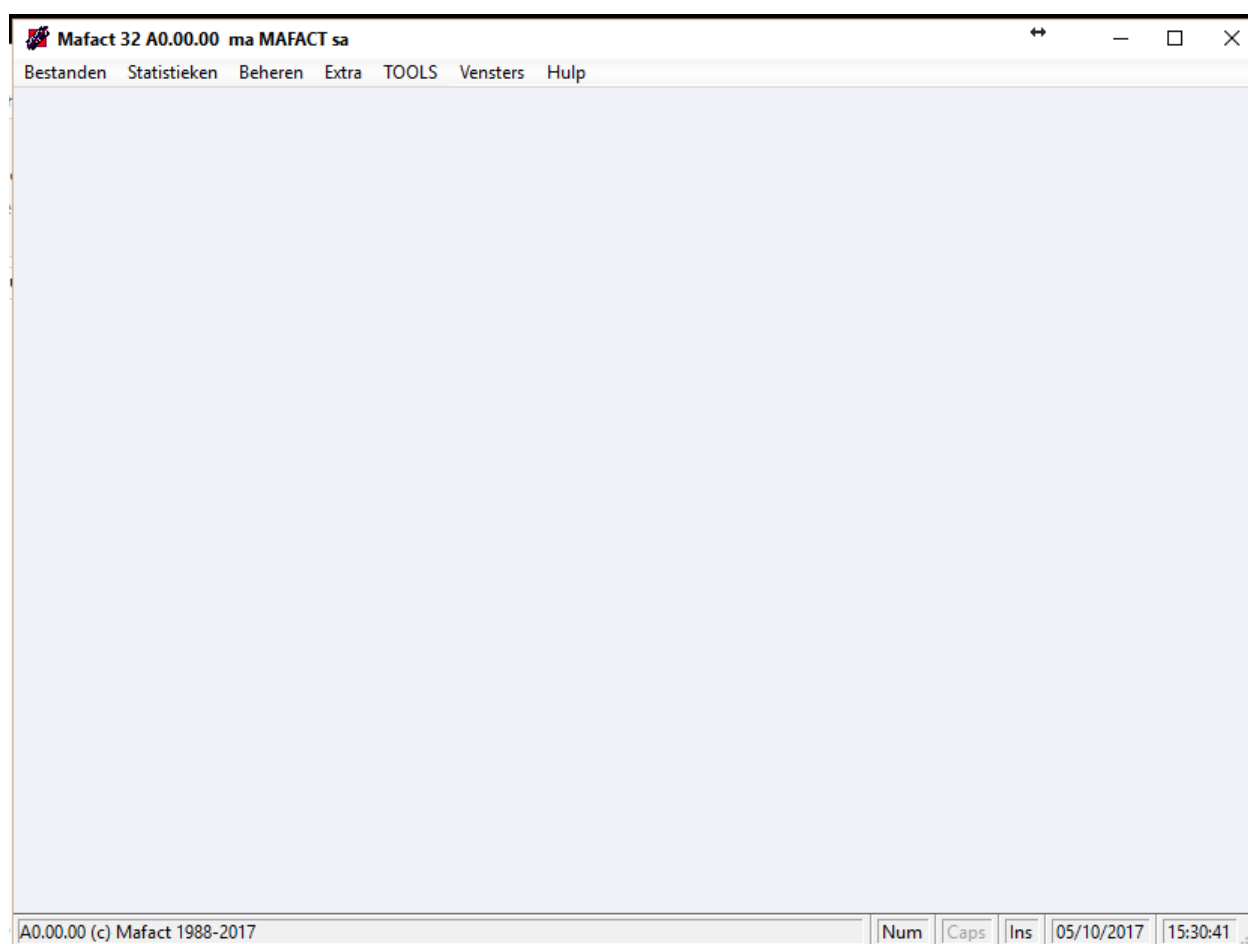 Mafact 32 A0.00.00 ma MAFACT sa
Bestanden Statistieken Beheren Extra TOOLS Vensters Hulp
A0.00.00 (c) Mafact 1988-2017 Num Caps Ins 05/10/2017 15:30:41